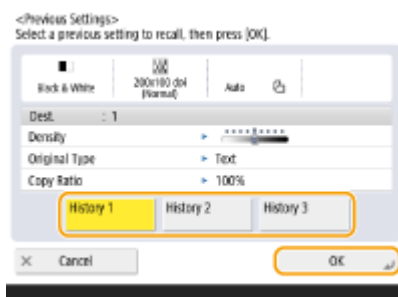 <Previous Settings>
Select a previous setting to recall, then press [OK].
Black & White
200x100 dpi
(Normal)
Auto
Dest. : 1
Density
Original Type ► Text
Copy Ratio ► 100%
History 1 History 2 History 3
× Cancel OK